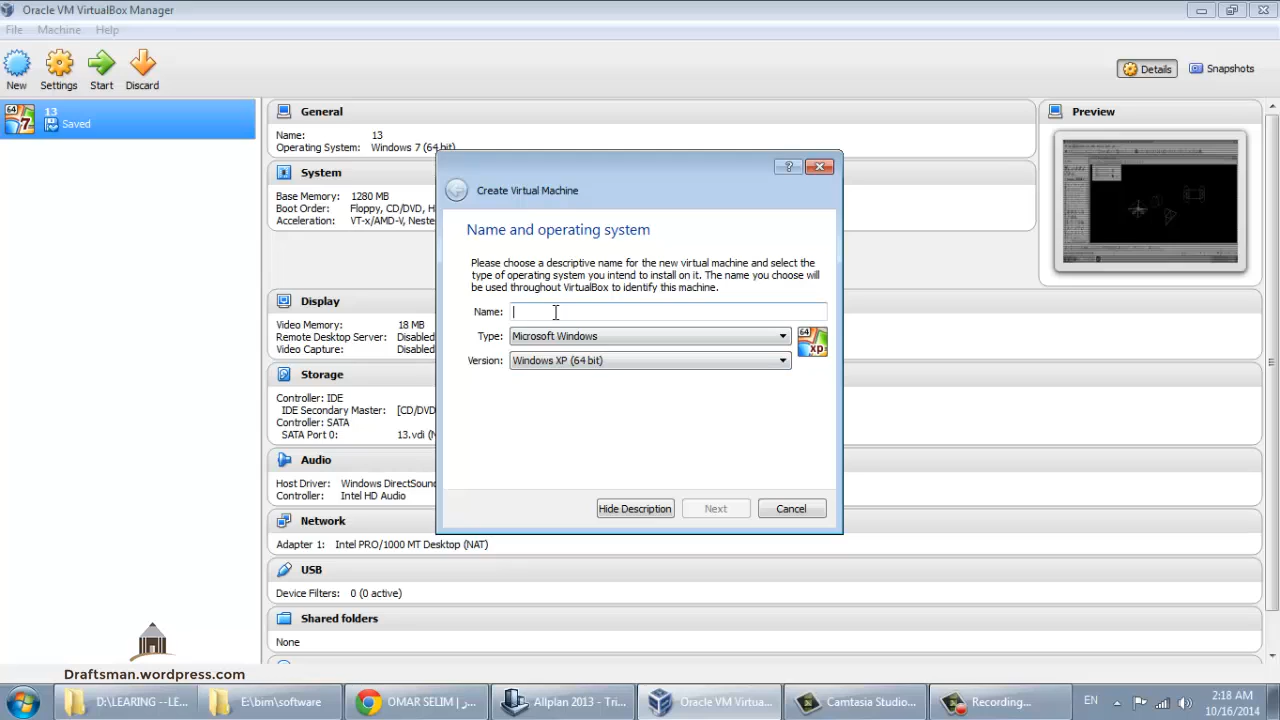 Oracle VM VirtualBox Manager
File Machine Help
New Settings Start Discard
Details Snapshots
64
7
13
Saved
General
Name: 13
Operating System: Windows 7 (64 bit)
System
Base Memory: 1280 MB
Boot Order: Floppy, CD/DVD, H
Acceleration: VT-x/AMD-V, Neste
Display
Video Memory: 18 MB
Remote Desktop Server: Disabled
Video Capture: Disabled
Storage
Controller: IDE
IDE Secondary Master: [CD/DVD
Controller: SATA
SATA Port 0: 13.vdi (N
Audio
Host Driver: Windows DirectSound
Controller: Intel HD Audio
Network
Adapter 1: Intel PRO/1000 MT Desktop (NAT)
USB
Device Filters: 0 (0 active)
Shared folders
None
Preview
?
Create Virtual Machine
Name and operating system
Please choose a descriptive name for the new virtual machine and select the
type of operating system you intend to install on it. The name you choose will
be used throughout VirtualBox to identify this machine.
Name:
Type: Microsoft Windows
64
XP
Version: Windows XP (64 bit)
Hide Description Next Cancel
Draftsman.wordpress.com
D:\LEARING --LE... E:\bim\software OMAR SELIM | ... Allplan 2013 - Tri... Oracle VM Virtua... Camtasia Studio... Recording... EN
2:18 AM
10/16/2014